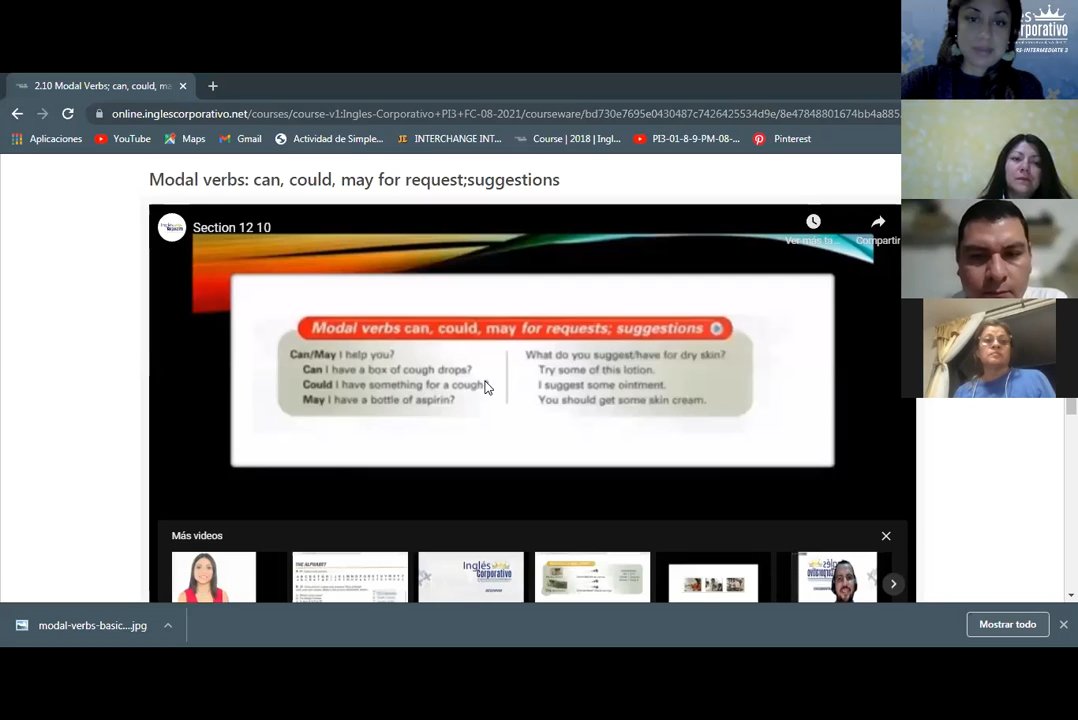 2.10 Modal Verbs; can, could, ma
online.inglescorporativo.net/courses/course-v1:Ingles-Corporativo+PI3+FC-08-2021/courseware/bd730e7695e0430487c7426425534d9e/8e47848801674bb4a885.
Aplicaciones YouTube Maps Gmail Actividad de Simple... INTERCHANGE INT... Course | 2018 | Ingl... PI3-01-8-9-PM-08-... Pinterest
Modal verbs: can, could, may for request;suggestions
Section 12 10
Ver más ta...
Compartir
Modal verbs can, could, may for requests; suggestions
Can/May I help you?
Can I have a box of cough drops?
Could I have something for a cough
May I have a bottle of aspirin?
What do you suggest/have for dry skin?
Try some of this lotion.
I suggest some ointment.
You should get some skin cream.
Más videos
THE ALPHABET
Inglés
Corporativo
modal-verbs-basic....jpg
Mostrar todo